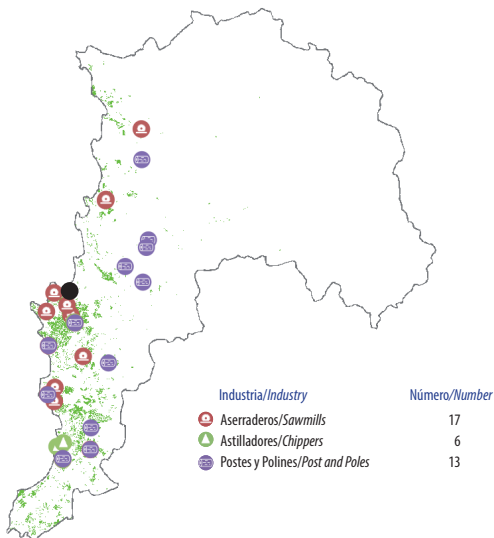 Industria/Industry Número/Number
Aserraderos/Sawmills 17
Astilladores/Chippers 6
Postes y Polines/Post and Poles 13